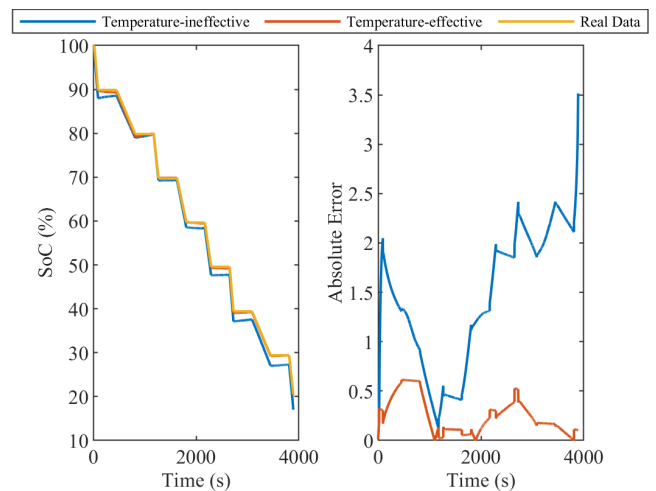 Temperature-ineffective Temperature-effective Real Data
100
90
80
70
60
50
40
30
20
10
SoC (%)
0 2000 4000
Time (s)
4
3.5
3
2.5
2
1.5
1
0.5
0
Absolute Error
0 2000 4000
Time (s)